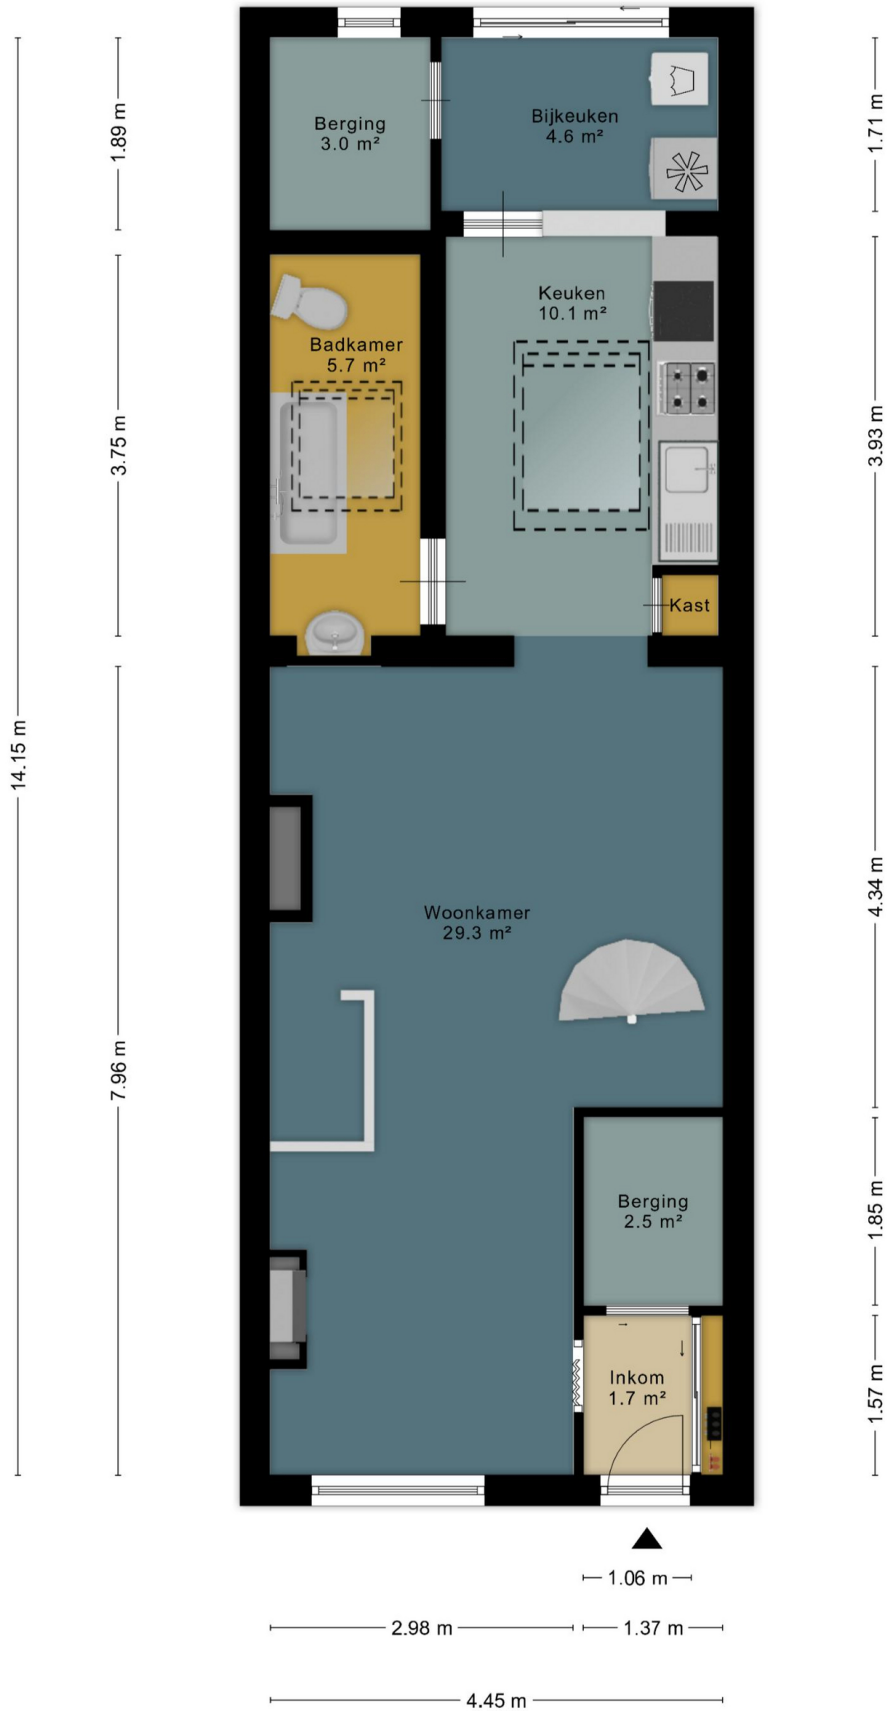 Berging
3.0 m²
Bijkeuken
4.6 m²
1.89 m
1.71 m
Keuken
10.1 m²
Badkamer
5.7 m²
3.75 m
3.93 m
Kast
14.15 m
Woonkamer
29.3 m²
4.34 m
7.96 m
Berging
2.5 m²
1.85 m
Inkom
1.7 m²
1.57 m
1.06 m
2.98 m
1.37 m
4.45 m